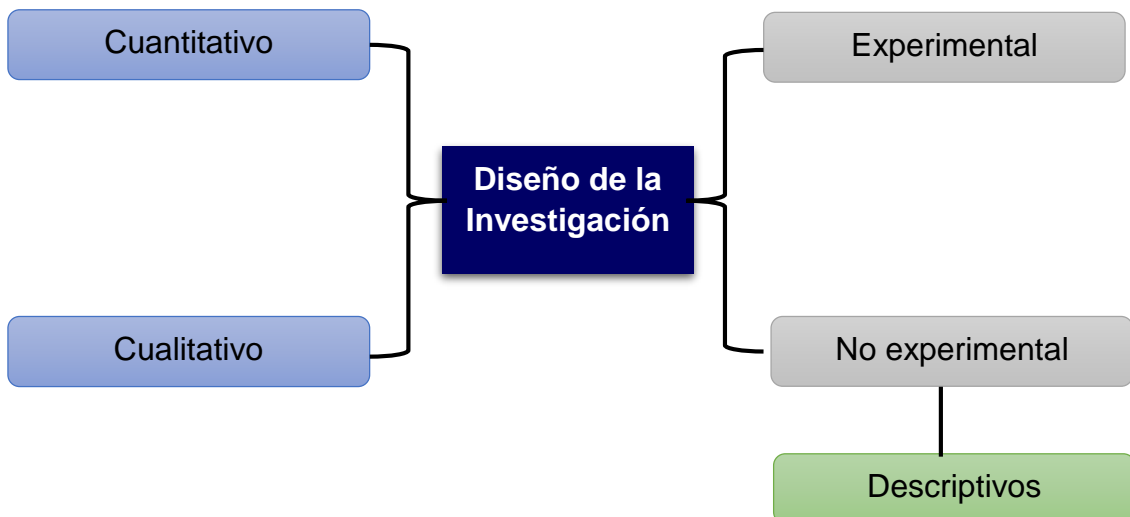 Cuantitativo
Experimental
Diseño de la
Investigación
Cualitativo
No experimental
Descriptivos